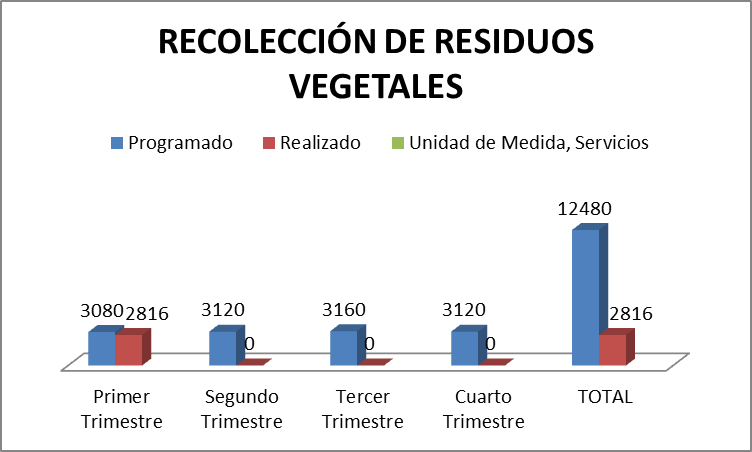 RECOLECCIÓN DE RESIDUOS
VEGETALES
Programado Realizado Unidad de Medida, Servicios
12480
3080 2816 3120 0 3160 0 3120 0 2816
Primer Segundo Tercer Cuarto TOTAL
Trimestre Trimestre Trimestre Trimestre